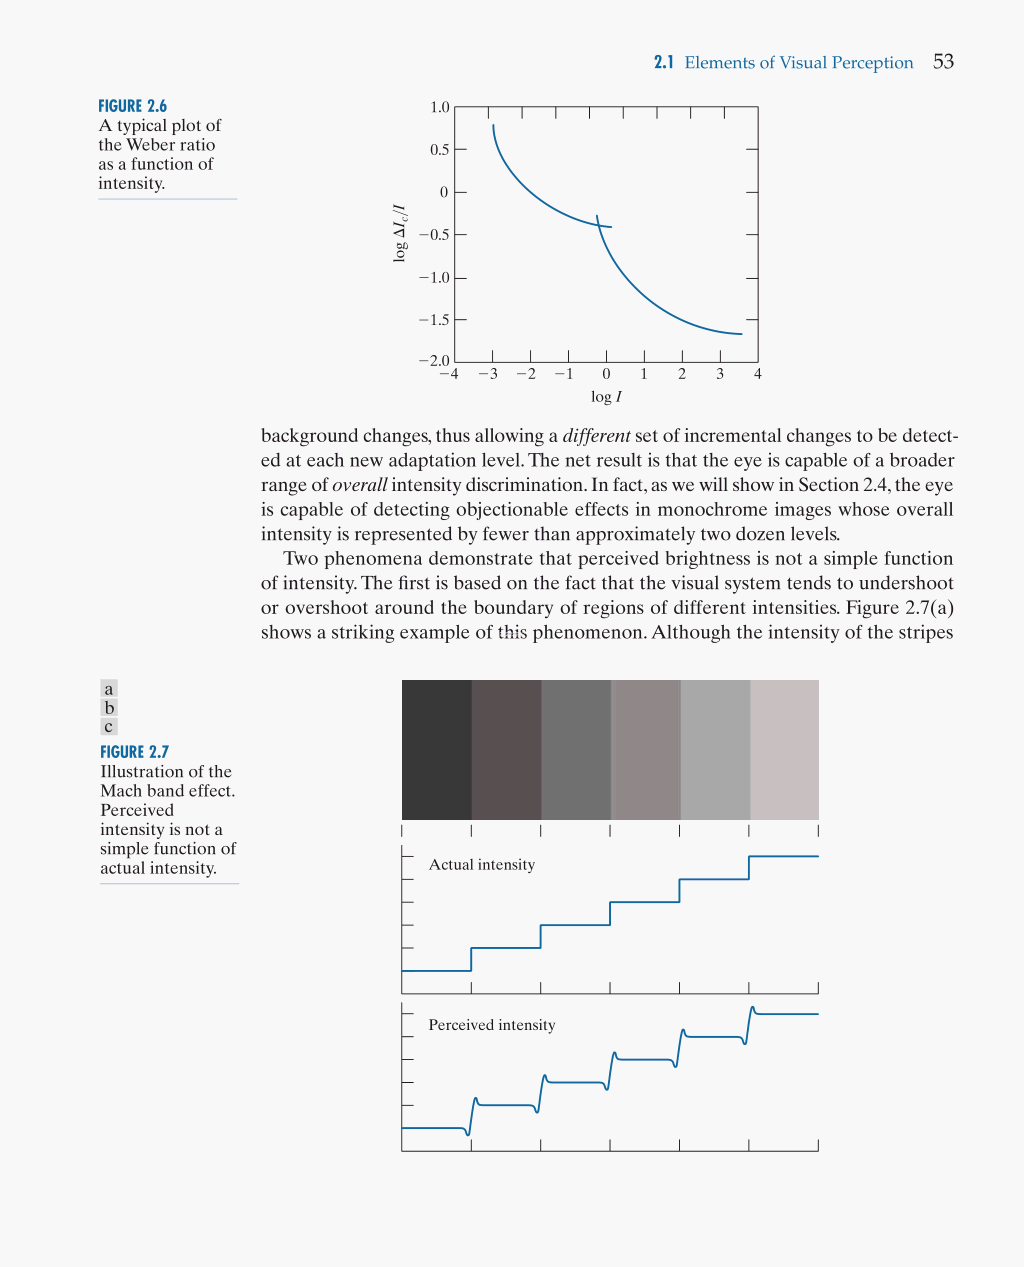 2.1 Elements of Visual Perception 53
FIGURE 2.6
A typical plot of
the Weber ratio
as a function of
intensity.
1.0
0.5
0
−0.5
−1.0
−1.5
−2.0
log ΔIc/I
−4 −3 −2 −1 0 1 2 3 4
log I
background changes, thus allowing a different set of incremental changes to be detect-
ed at each new adaptation level. The net result is that the eye is capable of a broader
range of overall intensity discrimination. In fact, as we will show in Section 2.4, the eye
is capable of detecting objectionable effects in monochrome images whose overall
intensity is represented by fewer than approximately two dozen levels.
Two phenomena demonstrate that perceived brightness is not a simple function
of intensity. The first is based on the fact that the visual system tends to undershoot
or overshoot around the boundary of regions of different intensities. Figure 2.7(a)
shows a striking example of this phenomenon. Although the intensity of the stripes
a
b
c
FIGURE 2.7
Illustration of the
Mach band effect.
Perceived
intensity is not a
simple function of
actual intensity.
Actual intensity
Perceived intensity